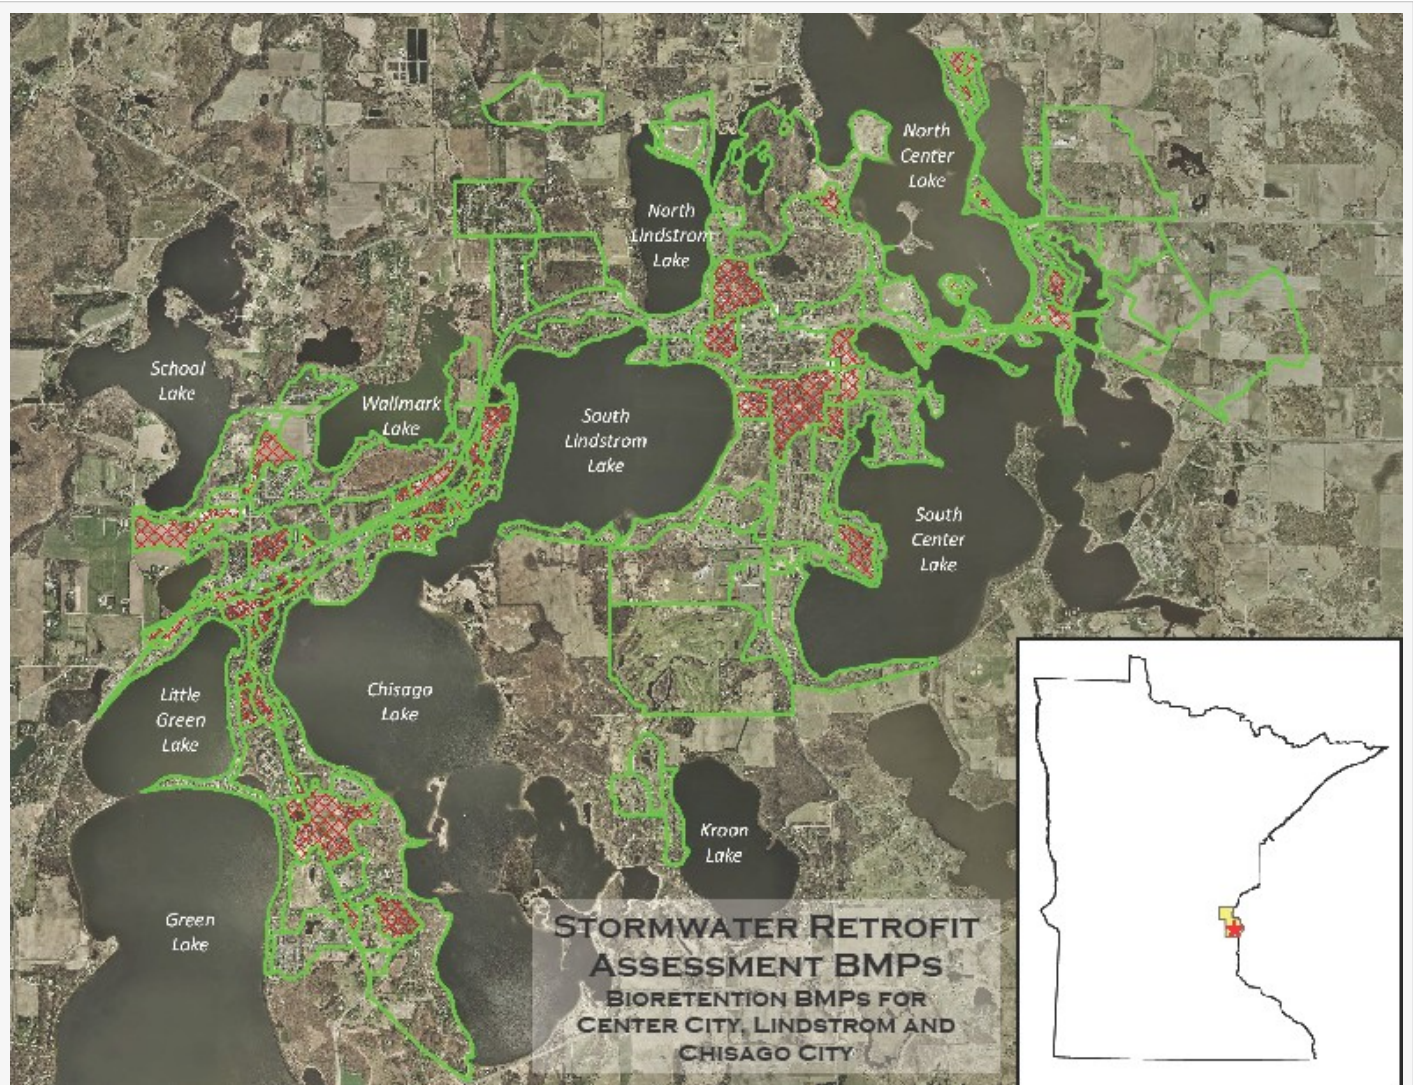 North
Center
Lake
North
Lindstrom
Lake
School
Lake
Wallmark
Lake
South
Lindstrom
Lake
South
Center
Lake
Little
Green
Lake
Chisago
Lake
Kroon
Lake
Green
Lake
STORMWATER RETROFIT
ASSESSMENT BMPS
BIORETENTION BMPS FOR
CENTER CITY, LINDSTROM AND
CHISAGO CITY